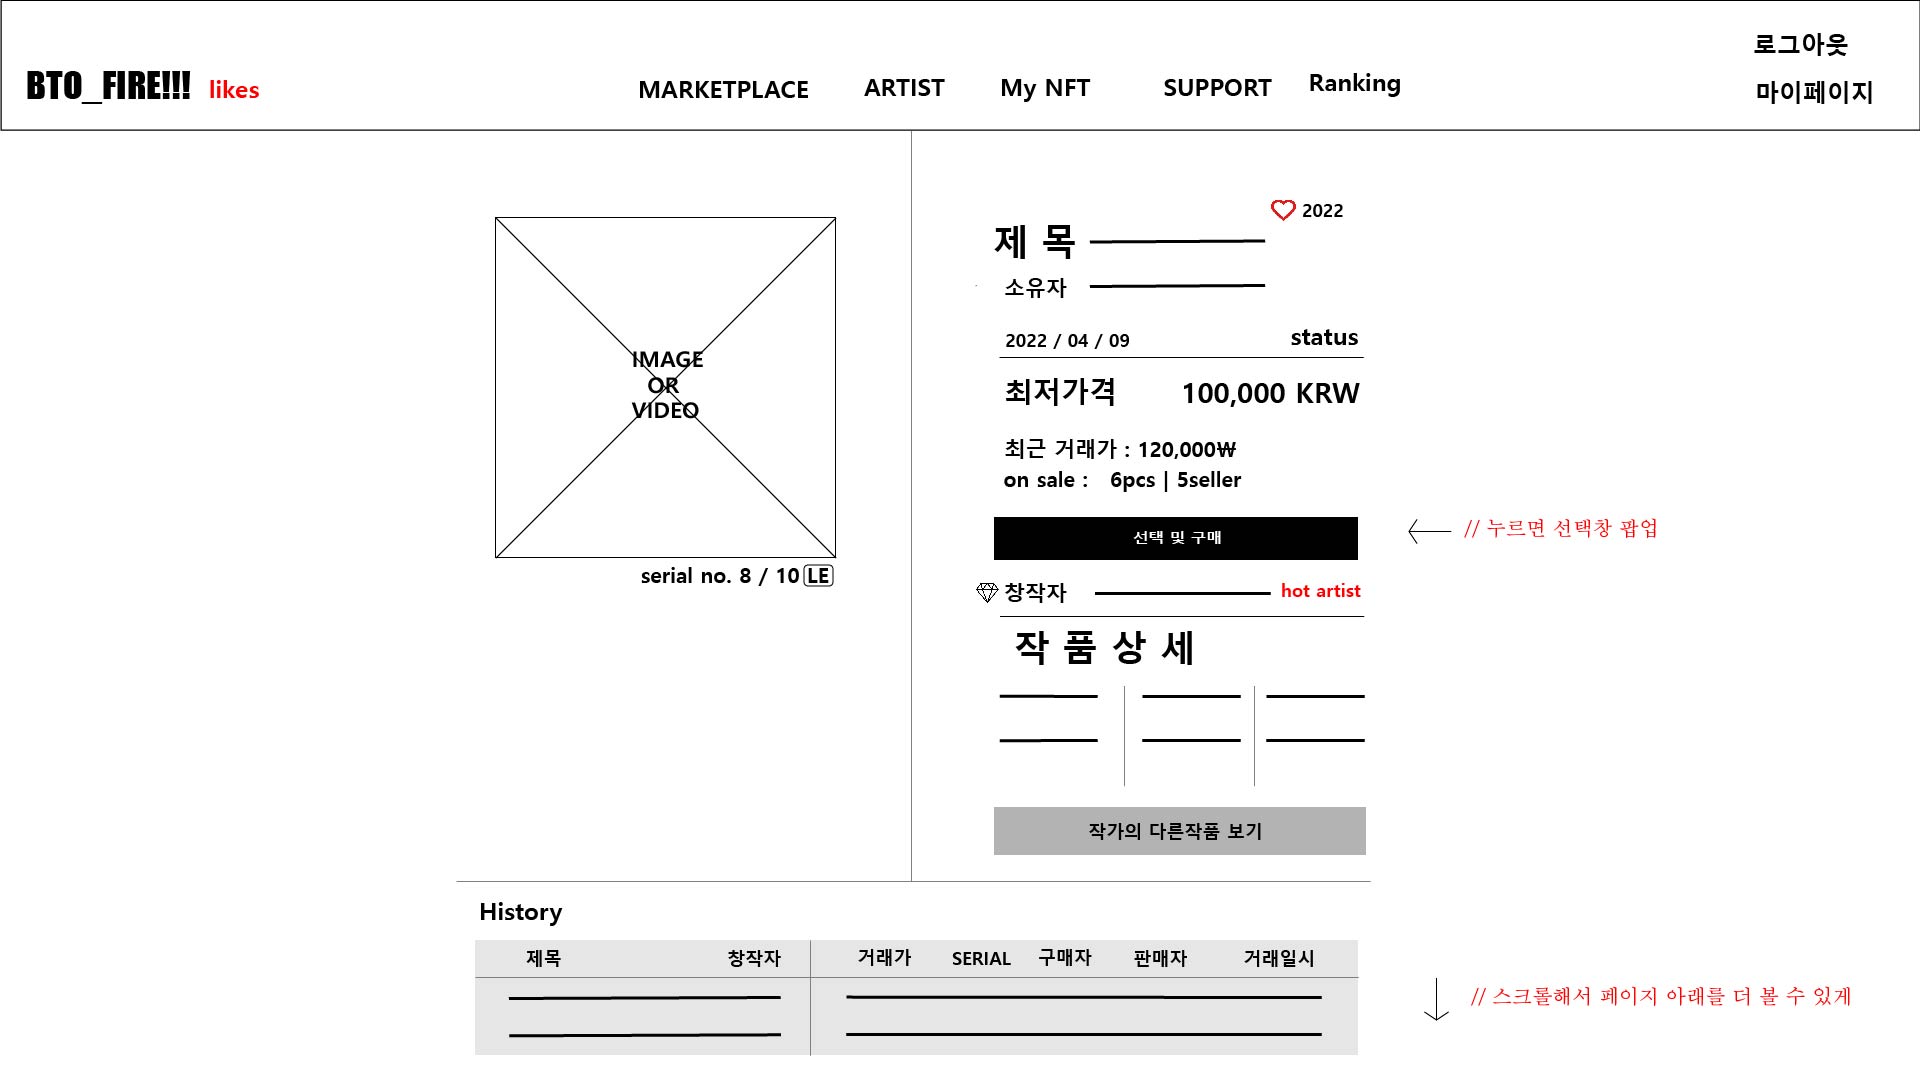 로그아웃
BTO_FIRE!!! likes MARKETPLACE ARTIST My NFT SUPPORT Ranking 마이페이지
IMAGE
OR
VIDEO
serial no. 8 / 10 LE
2022
제 목
소유자
2022 / 04 / 09 status
최저가격 100,000 KRW
최근 거래가 : 120,000₩
on sale : 6pcs | 5seller
선택 및 구매
// 누르면 선택창 팝업
창작자 hot artist
작 품 상 세
작가의 다른작품 보기
History
제목 창작자 거래가 SERIAL 구매자 판매자 거래일시
// 스크롤해서 페이지 아래를 더 볼 수 있게